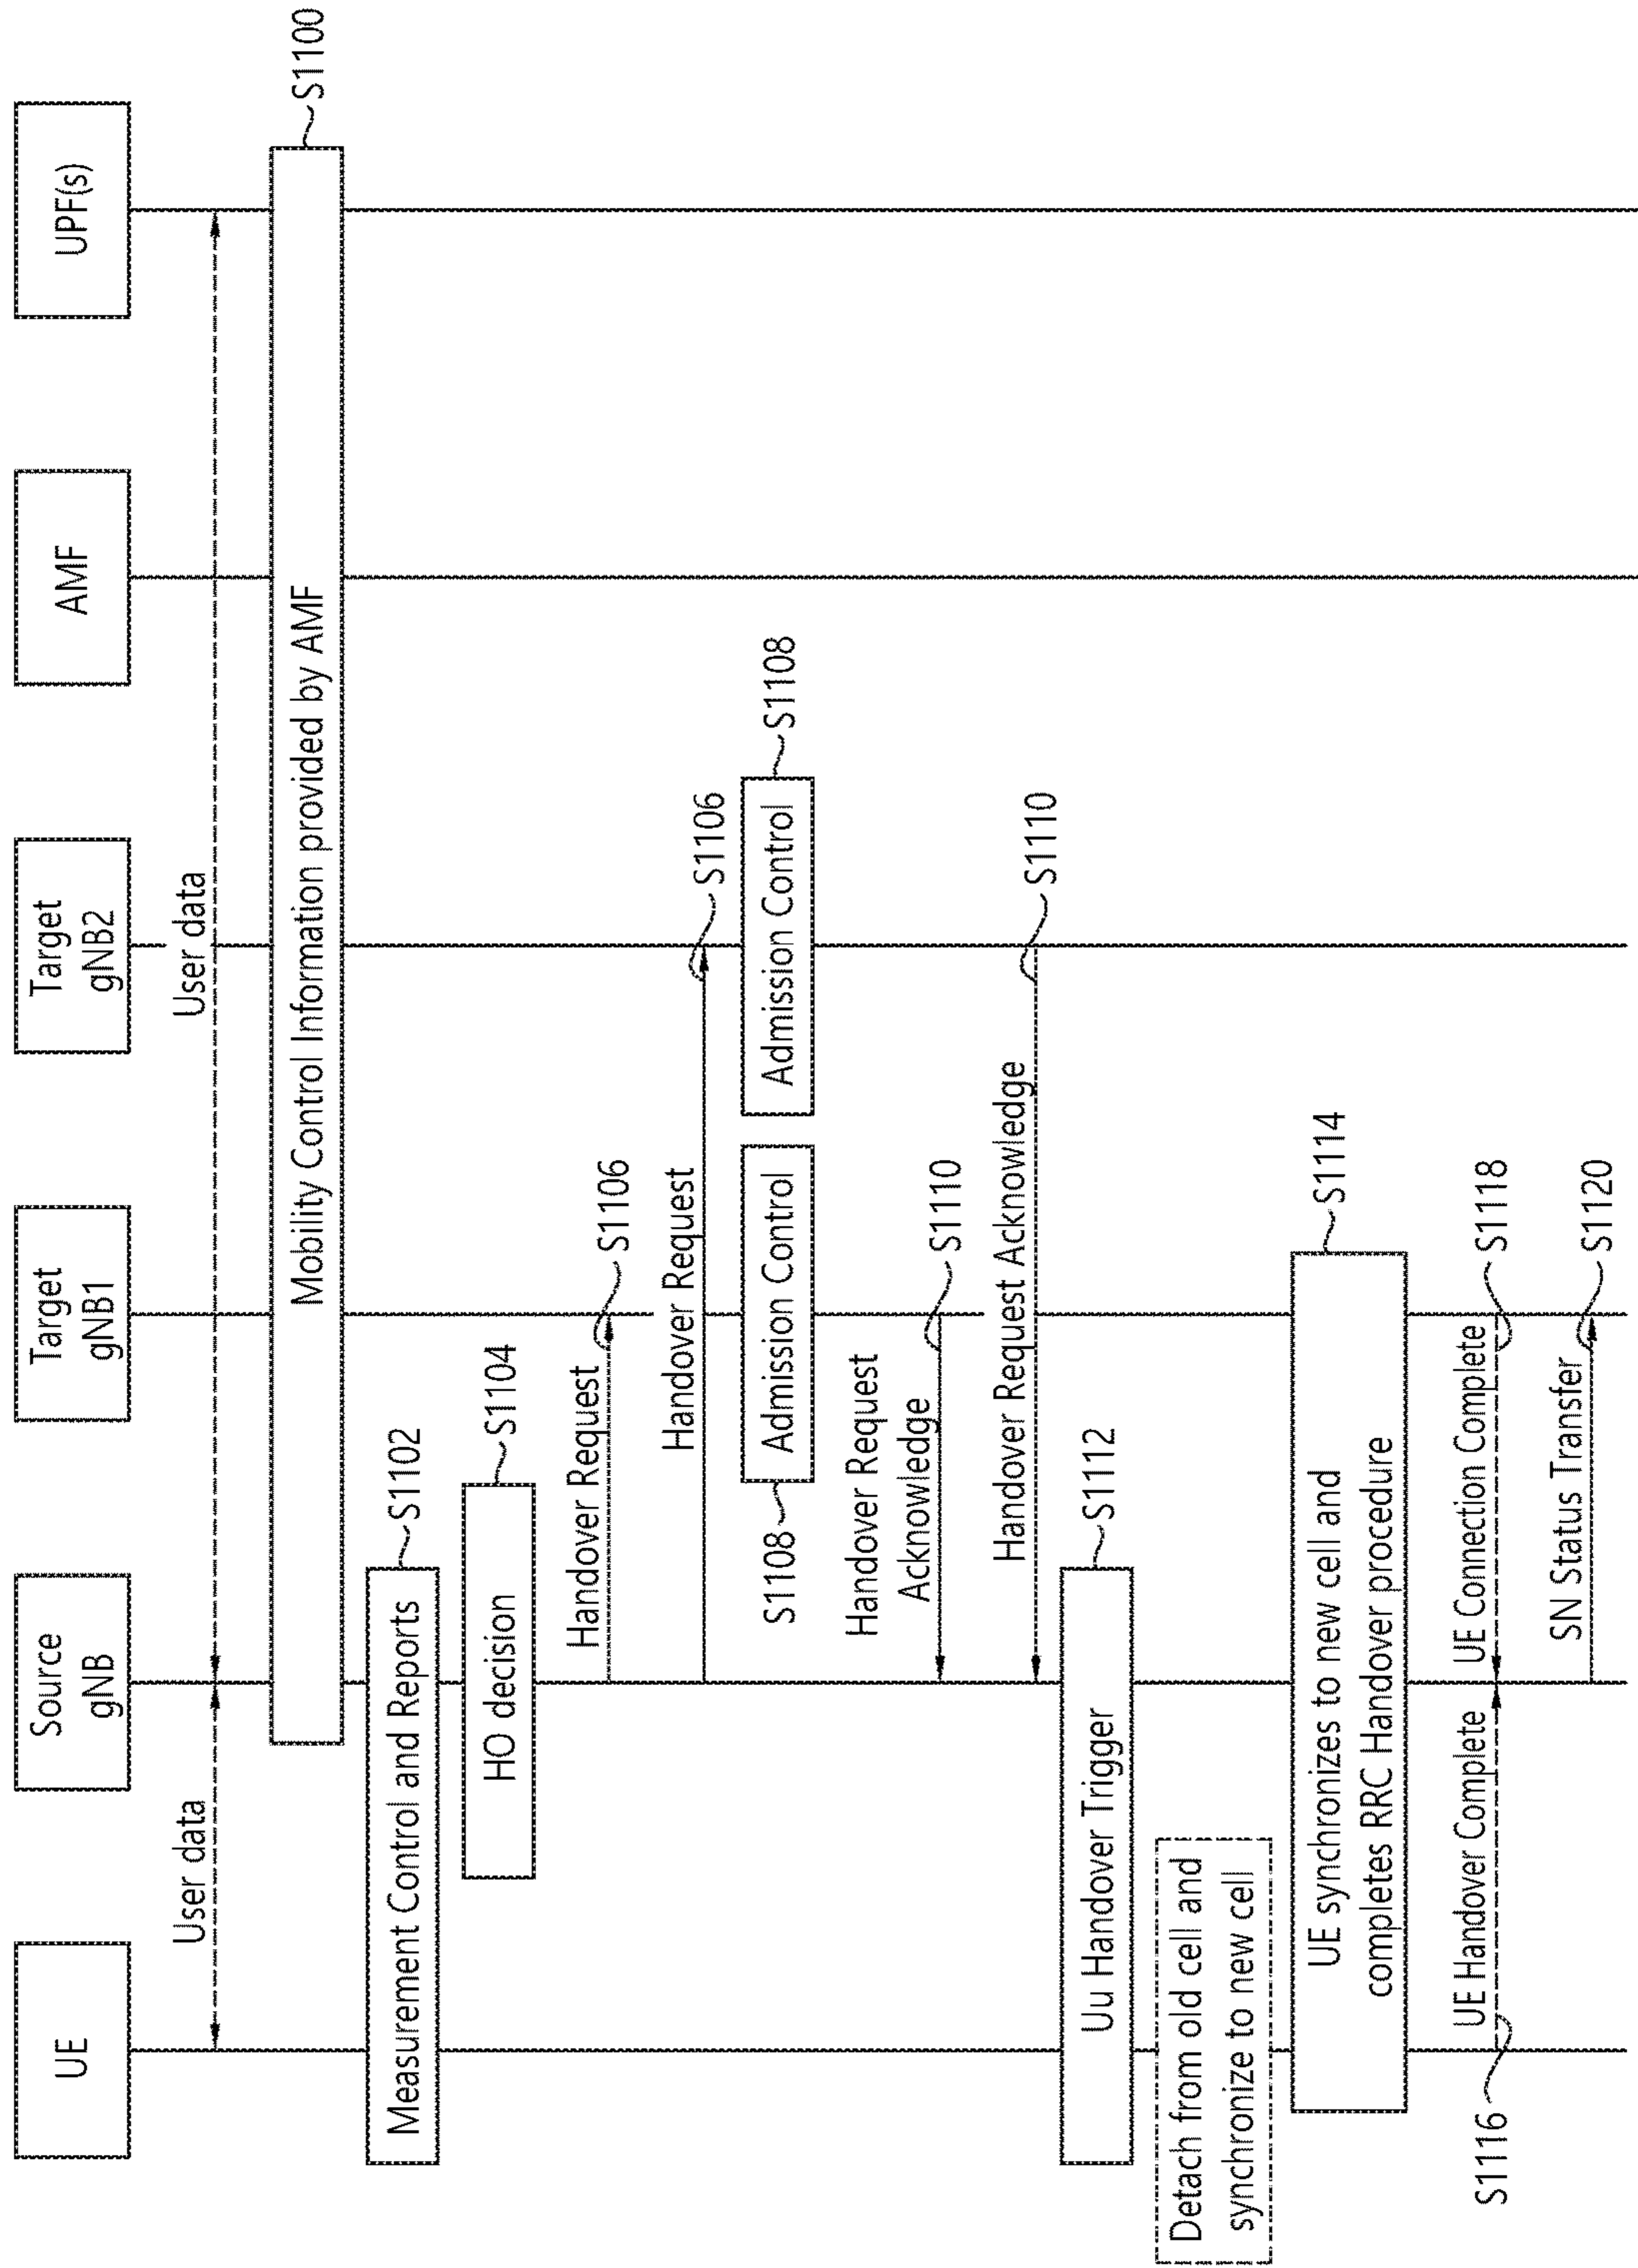 UE
Source
gNB
Target
gNB1
Target
gNB2
AMF
UPF(s)
User data
User data
Mobility Control Information provided by AMF
S1100
Measurement Control and Reports
S1102
HO decision
S1104
Handover Request
S1106
Handover Request
S1106
S1108
Admission Control
Admission Control
S1108
Handover Request
Acknowledge
S1110
Handover Request Acknowledge
S1110
Uu Handover Trigger
S1112
Detach from old cell and
synchronize to new cell
UE synchronizes to new cell and
completes RRC Handover procedure
S1114
S1116
UE Handover Complete
UE Connection Complete
S1118
SN Status Transfer
S1120